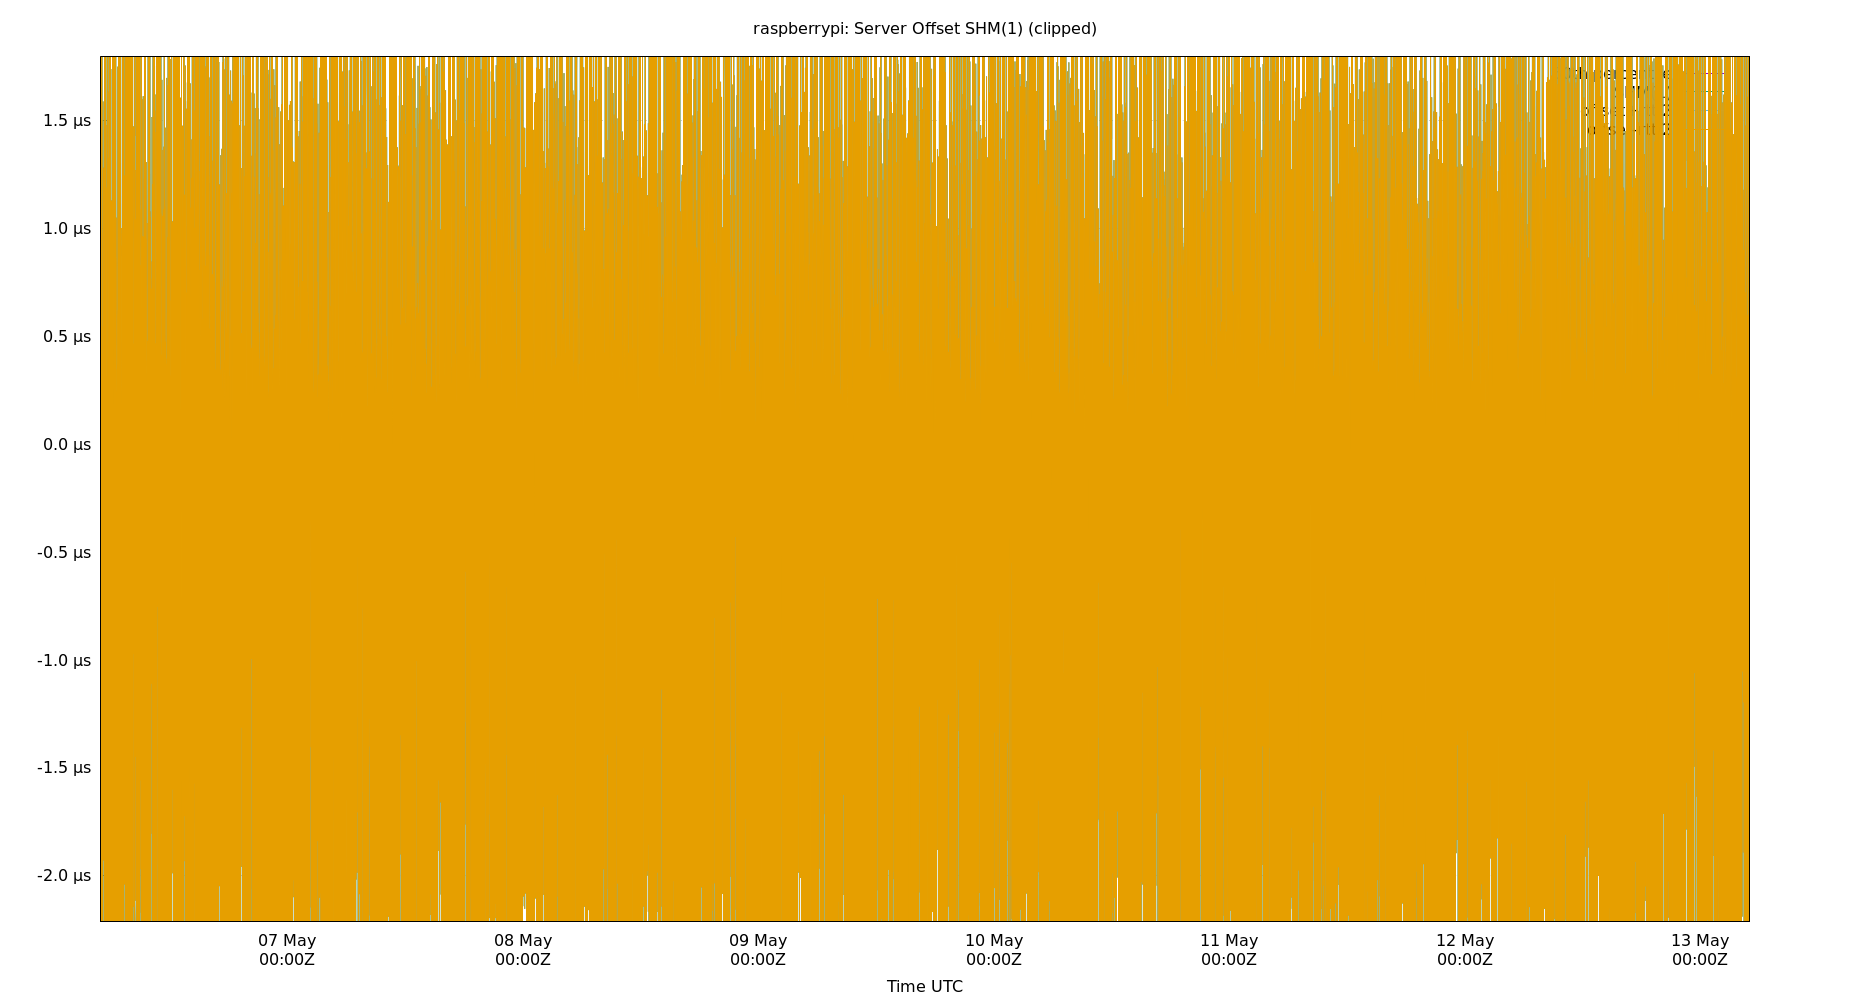 raspberrypi: Server Offset SHM(1) (clipped)
1.5 µs
1.0 µs
0.5 µs
0.0 µs
-0.5 µs
-1.0 µs
-1.5 µs
-2.0 µs
07 May 08 May 09 May 10 May 11 May 12 May 13 May
00:00Z 00:00Z 00:00Z 00:00Z 00:00Z 00:00Z 00:00Z
Time UTC